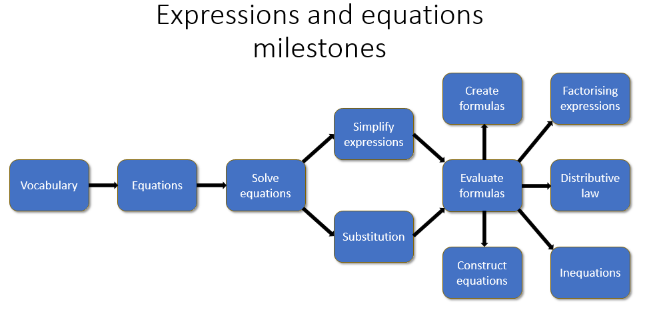 Expressions and equations
milestones
Vocabulary
Equations
Solve
equations
Simplify
expressions
Substitution
Create
formulas
Evaluate
formulas
Construct
equations
Factorising
expressions
Distributive
law
Inequations